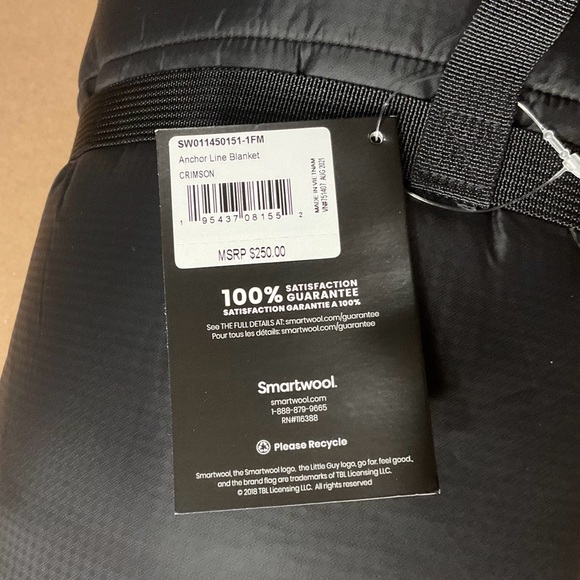 SW011450151-1FM
Anchor Line Blanket
CRIMSON
1 95437 08155 2
MADE IN VIETNAM
VN#751407 AUG 2021
MSRP $250.00
100% SATISFACTION GUARANTEE
SATISFACTION GARANTIE A 100%
See THE FULL DETAILS AT: smartwool.com/guarantee
Pour tous les détails: smartwool.com/guarantee
Smartwool.
smartwool.com
1-888-879-9665
RN#116388
Please Recycle
Smartwool, the Smartwool logo, the Little Guy logo, go far. feel good.,
and the brand flag are trademarks of TBL Licensing LLC.
© 2018 TBL Licensing LLC. All rights reserved